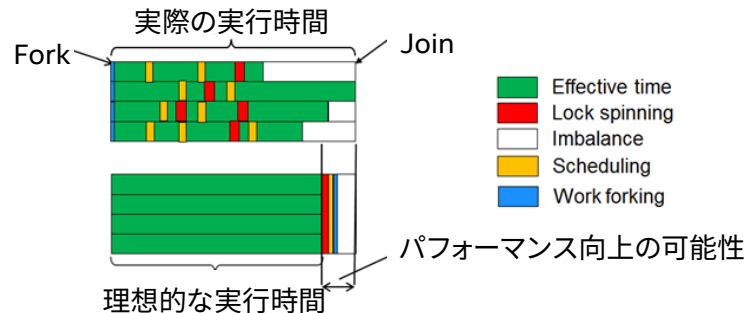 実際の実行時間
Fork
Join
Effective time
Lock spinning
Imbalance
Scheduling
Work forking
パフォーマンス向上の可能性
理想的な実行時間